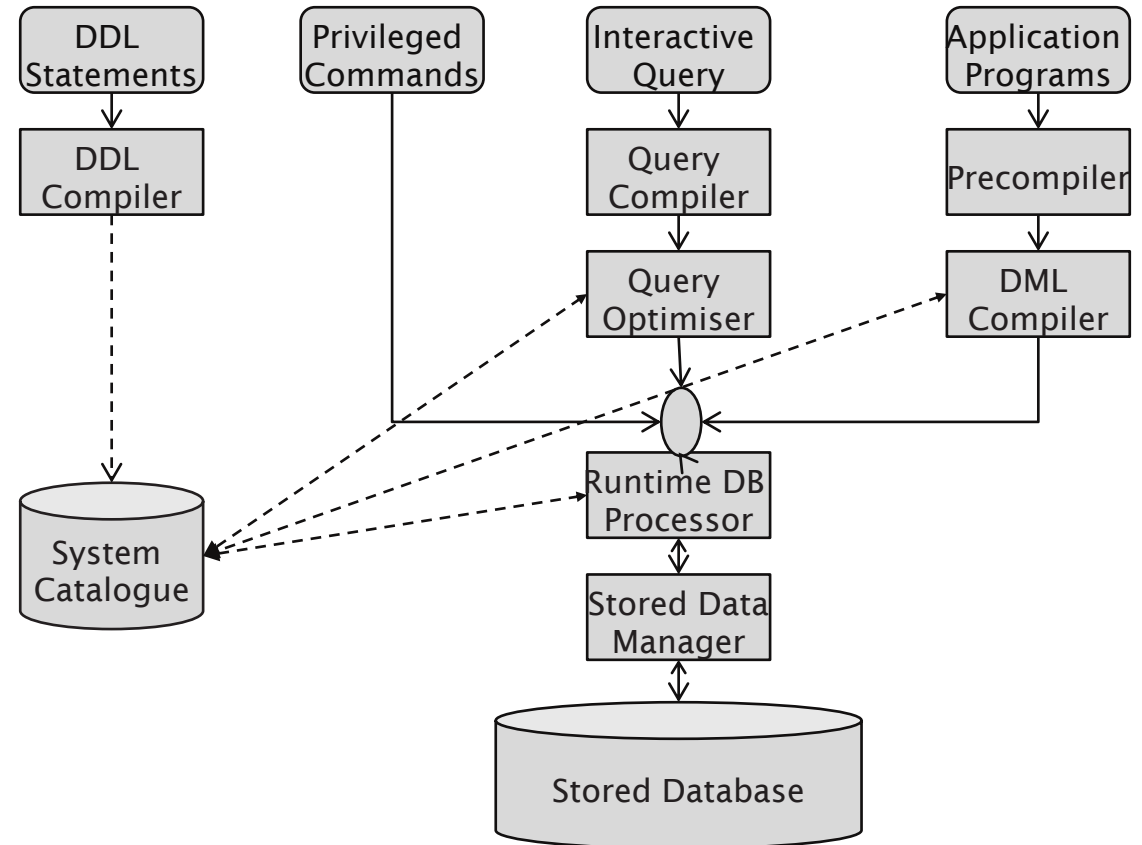 DDL
Statements
Privileged
Commands
Interactive
Query
Application
Programs
DDL
Compiler
Query
Compiler
Precompiler
Query
Optimiser
DML
Compiler
Runtime DB
Processor
System
Catalogue
Stored Data
Manager
Stored Database